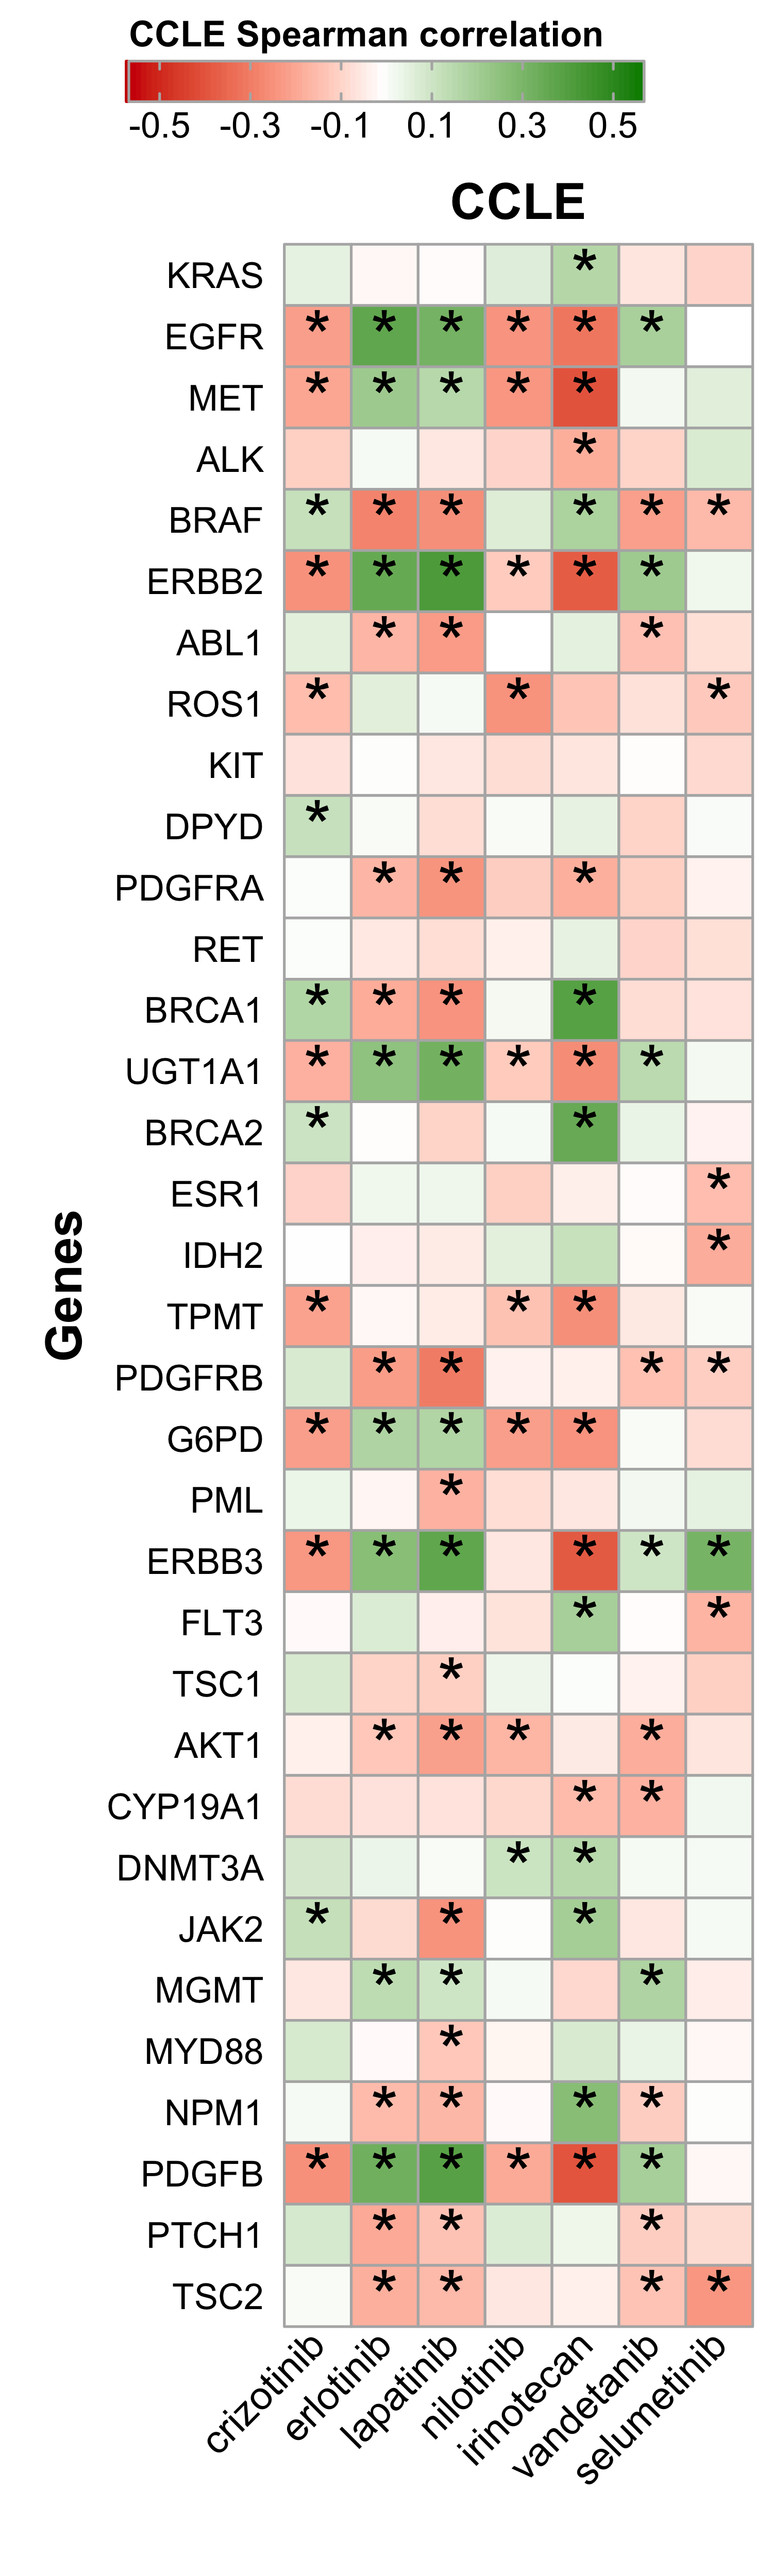 CCLE Spearman correlation
-0.5 -0.3 -0.1 0.1 0.3 0.5
CCLE
KRAS *
EGFR * * * * * *
MET * * * * *
ALK *
BRAF * * * * * *
ERBB2 * * * * * *
ABL1 * * *
ROS1 * * *
KIT
DPYD *
PDGFRA * * *
RET
BRCA1 * * * *
UGT1A1 * * * * * *
BRCA2 * *
ESR1 *
IDH2 *
TPMT * * *
PDGFRB * * * *
G6PD * * * * *
PML *
ERBB3 * * * * * *
FLT3 * *
TSC1 *
AKT1 * * * *
CYP19A1 * *
DNMT3A * *
JAK2 * * *
MGMT * * *
MYD88 *
NPM1 * * * *
PDGFB * * * * * *
PTCH1 * * *
TSC2 * * * *
Genes
crizotinib
erlotinib
lapatinib
nilotinib
irinotecan
vandetanib
selumetinib